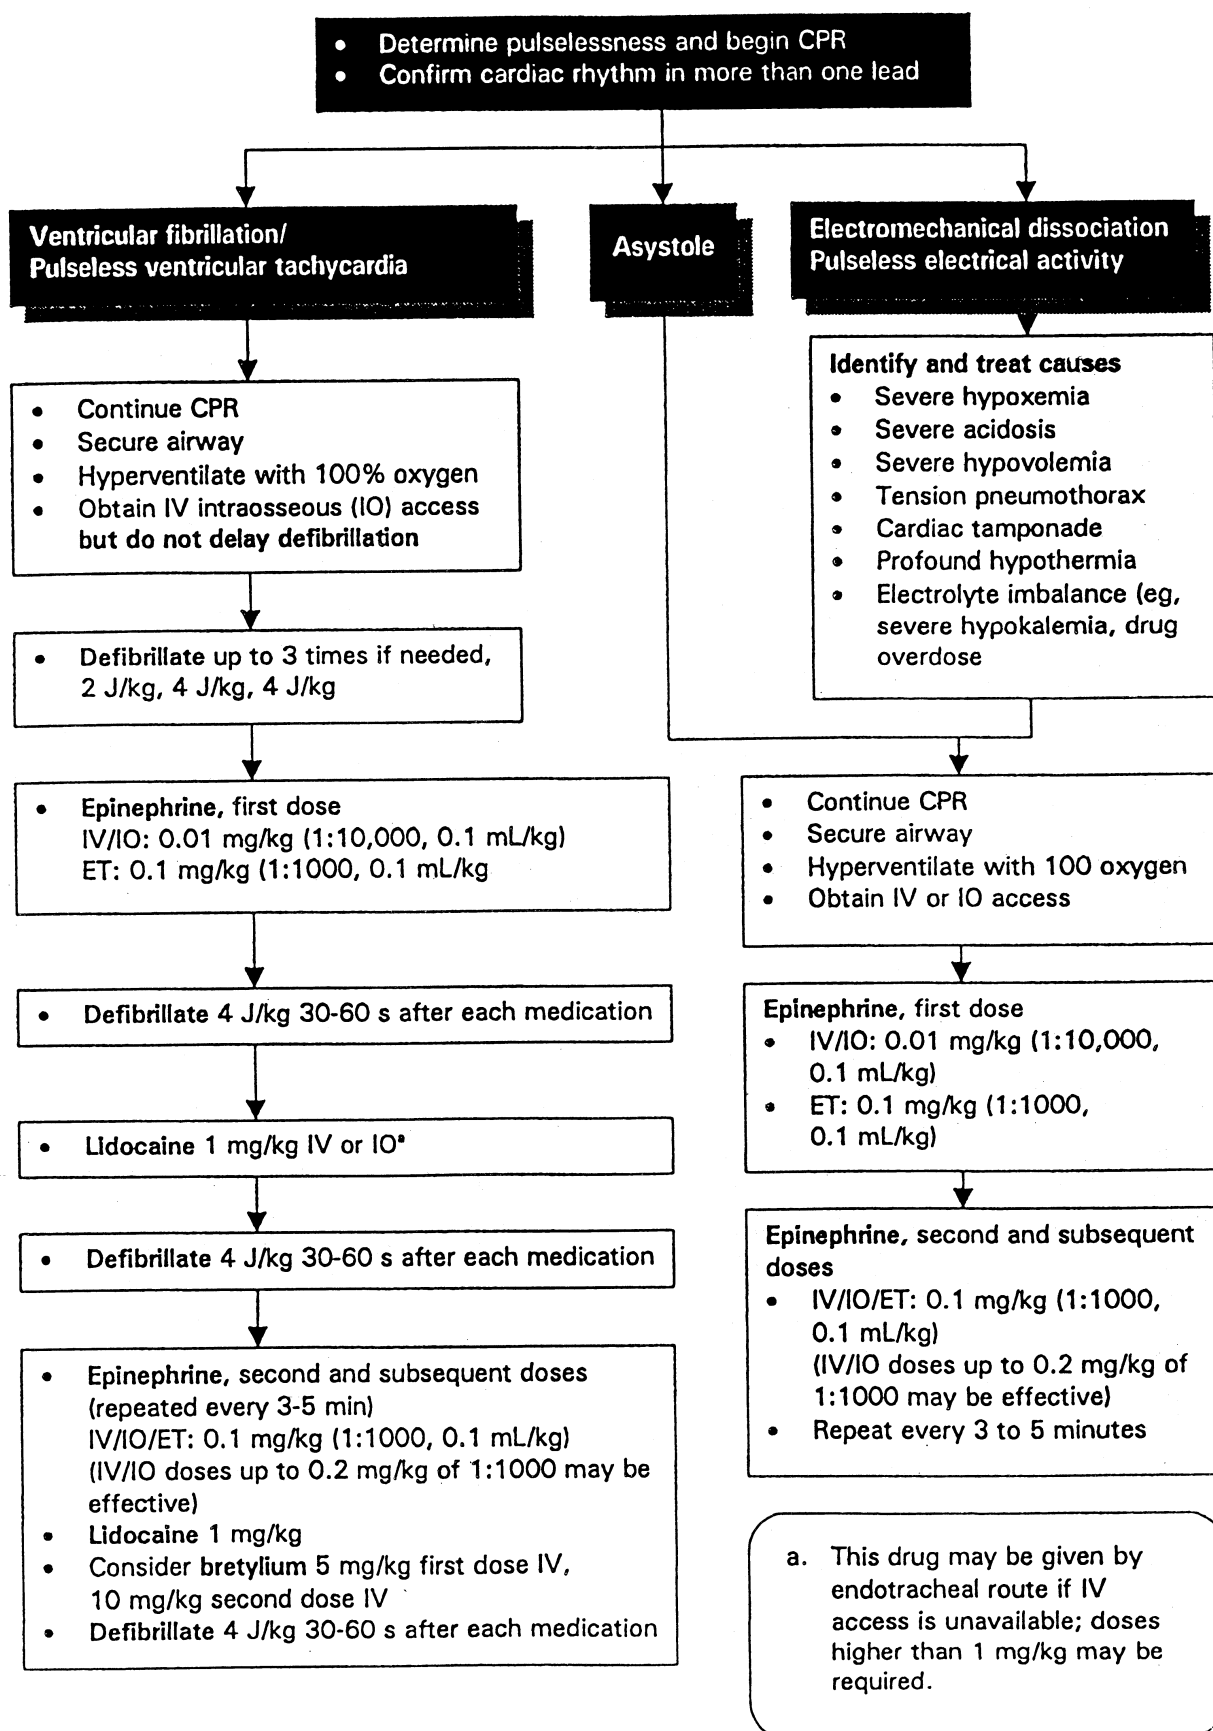 • Determine pulselessness and begin CPR
• Confirm cardiac rhythm in more than one lead
Ventricular fibrillation/
Pulseless ventricular tachycardia
Asystole
Electromechanical dissociation
Pulseless electrical activity
• Continue CPR
• Secure airway
• Hyperventilate with 100% oxygen
• Obtain IV intraosseous (IO) access
but do not delay defibrillation
• Defibrillate up to 3 times if needed,
2 J/kg, 4 J/kg, 4 J/kg
• Epinephrine, first dose
IV/IO: 0.01 mg/kg (1:10,000, 0.1 mL/kg)
ET: 0.1 mg/kg (1:1000, 0.1 mL/kg
• Defibrillate 4 J/kg 30-60 s after each medication
• Lidocaine 1 mg/kg IV or IOª
• Defibrillate 4 J/kg 30-60 s after each medication
• Epinephrine, second and subsequent doses
(repeated every 3-5 min)
IV/IO/ET: 0.1 mg/kg (1:1000, 0.1 mL/kg)
(IV/IO doses up to 0.2 mg/kg of 1:1000 may be
effective)
• Lidocaine 1 mg/kg
• Consider bretylium 5 mg/kg first dose IV,
10 mg/kg second dose IV
• Defibrillate 4 J/kg 30-60 s after each medication
Identify and treat causes
• Severe hypoxemia
• Severe acidosis
• Severe hypovolemia
• Tension pneumothorax
• Cardiac tamponade
• Profound hypothermia
• Electrolyte imbalance (eg,
severe hypokalemia, drug
overdose
• Continue CPR
• Secure airway
• Hyperventilate with 100 oxygen
• Obtain IV or IO access
Epinephrine, first dose
• IV/IO: 0.01 mg/kg (1:10,000,
0.1 mL/kg)
• ET: 0.1 mg/kg (1:1000,
0.1 mL/kg)
Epinephrine, second and subsequent
doses
• IV/IO/ET: 0.1 mg/kg (1:1000,
0.1 mL/kg)
(IV/IO doses up to 0.2 mg/kg of
1:1000 may be effective)
• Repeat every 3 to 5 minutes
a. This drug may be given by
endotracheal route if IV
access is unavailable; doses
higher than 1 mg/kg may be
required.